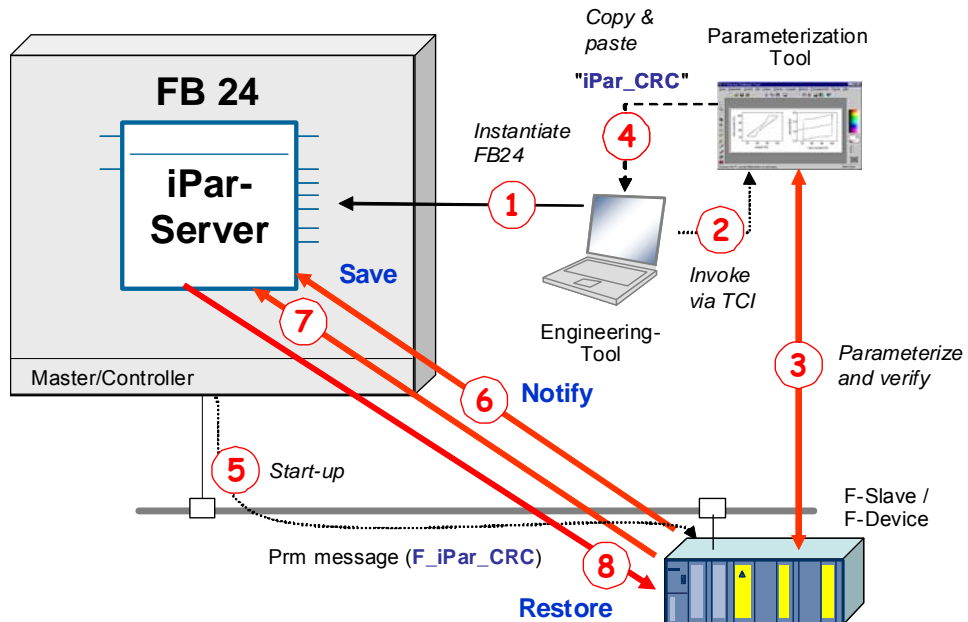 Copy &
paste
"iPar_CRC"
Parameterization
Tool
FB 24
4
Instantiate
FB24
iPar-
Server
1
2
Save
Invoke
via TCI
7
Engineering-
Tool
3
Parameterize
and verify
Master/Controller
6
Notify
5
Start-up
F-Slave /
F-Device
Prm message (F_iPar_CRC)
8
Restore